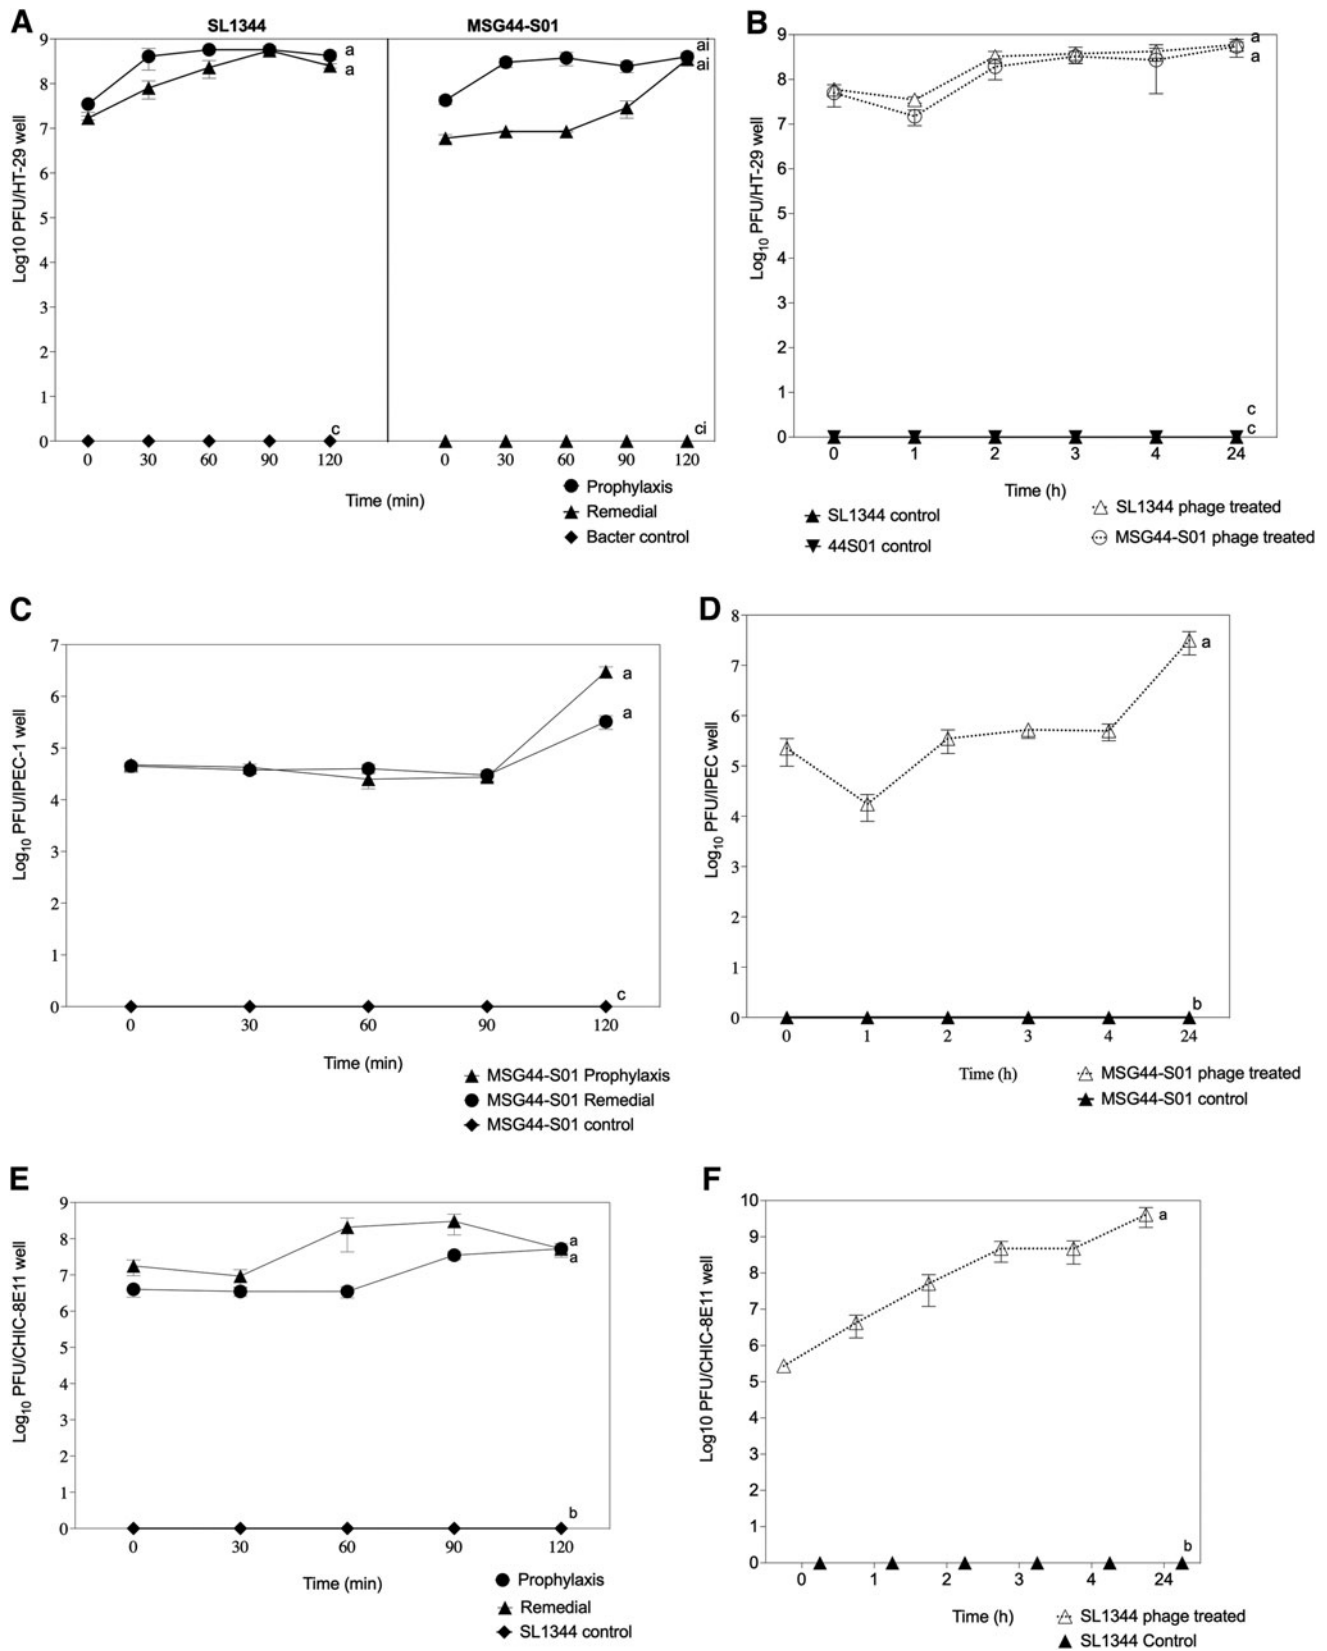 A
SL1344
MSG44-S01
Log10 PFU/HT-29 well
9
8
7
6
5
4
3
2
1
0
a
a
c
ai
ai
ci
0 30 60 90 120 0 30 60 90 120
Time (min)
Prophylaxis
Remedial
Bacter control
B
Log10 PFU/HT-29 well
9
8
7
6
5
4
3
2
1
0
a
a
c
c
0 1 2 3 4 24
Time (h)
SL1344 control
44S01 control
SL1344 phage treated
MSG44-S01 phage treated
C
Log10 PFU/IPEC-1 well
7
6
5
4
3
2
1
0
a
a
c
0 30 60 90 120
Time (min)
MSG44-S01 Prophylaxis
MSG44-S01 Remedial
MSG44-S01 control
D
Log10 PFU/IPEC well
8
7
6
5
4
3
2
1
0
a
b
0 1 2 3 4 24
Time (h)
MSG44-S01 phage treated
MSG44-S01 control
E
Log10 PFU/CHIC-8E11 well
9
8
7
6
5
4
3
2
1
0
a
a
b
0 30 60 90 120
Time (min)
Prophylaxis
Remedial
SL1344 control
F
Log10 PFU/CHIC-8E11 well
10
9
8
7
6
5
4
3
2
1
0
a
b
0 1 2 3 4 24
Time (h)
SL1344 phage treated
SL1344 Control